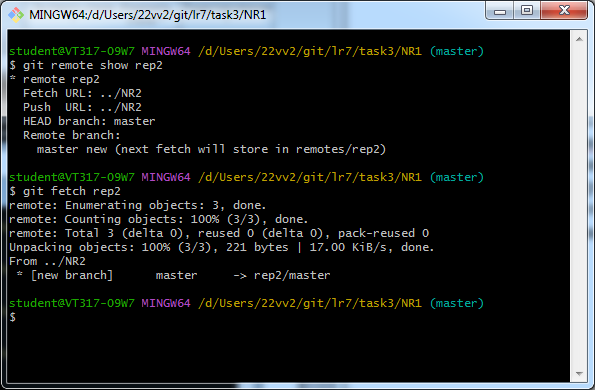 MINGW64:/d/Users/22vv2/git/lr7/task3/NR1
student@VT317-09W7 MINGW64 /d/Users/22vv2/git/lr7/task3/NR1 (master)
$ git remote show rep2
* remote rep2
  Fetch URL: ../NR2
  Push  URL: ../NR2
  HEAD branch: master
  Remote branch:
    master new (next fetch will store in remotes/rep2)
student@VT317-09W7 MINGW64 /d/Users/22vv2/git/lr7/task3/NR1 (master)
$ git fetch rep2
remote: Enumerating objects: 3, done.
remote: Counting objects: 100% (3/3), done.
remote: Total 3 (delta 0), reused 0 (delta 0), pack-reused 0
Unpacking objects: 100% (3/3), 221 bytes | 17.00 KiB/s, done.
From ../NR2
 * [new branch]      master     -> rep2/master
student@VT317-09W7 MINGW64 /d/Users/22vv2/git/lr7/task3/NR1 (master)
$